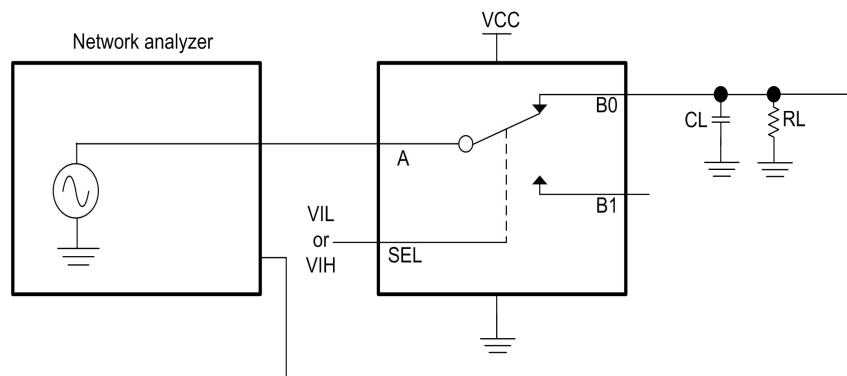 VCC
Network analyzer
B0
CL
RL
A
B1
VIL
or
VIH
SEL